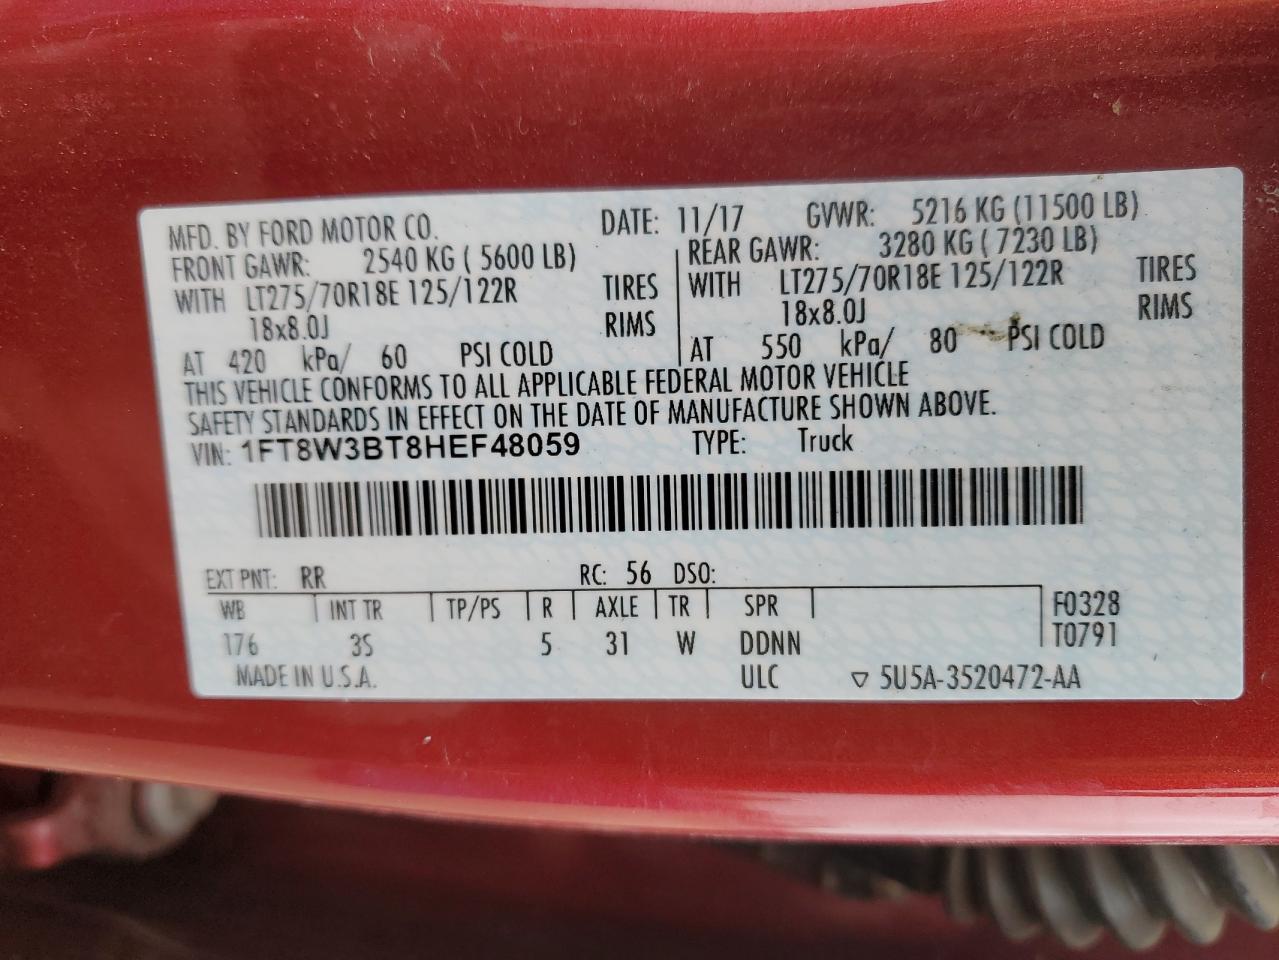 MFD. BY FORD MOTOR CO. DATE: 11/17 GVWR: 5216 KG (11500 LB)
FRONT GAWR: 2540 KG ( 5600 LB) REAR GAWR: 3280 KG ( 7230 LB)
WITH LT275/70R18E 125/122R TIRES WITH LT275/70R18E 125/122R TIRES
18x8.0J RIMS 18x8.0J RIMS
AT 420 kPa/ 60 PSI COLD AT 550 kPa/ 80 PSI COLD
THIS VEHICLE CONFORMS TO ALL APPLICABLE FEDERAL MOTOR VEHICLE
SAFETY STANDARDS IN EFFECT ON THE DATE OF MANUFACTURE SHOWN ABOVE.
VIN: 1FT8W3BT8HEF48059 TYPE: Truck
EXT PNT: RR RC: 56 DSO:
WB INT TR TP/PS R AXLE TR SPR F0328
176 3S 5 31 W DDNN T0791
MADE IN U.S.A. ULC ▽ 5U5A-3520472-AA